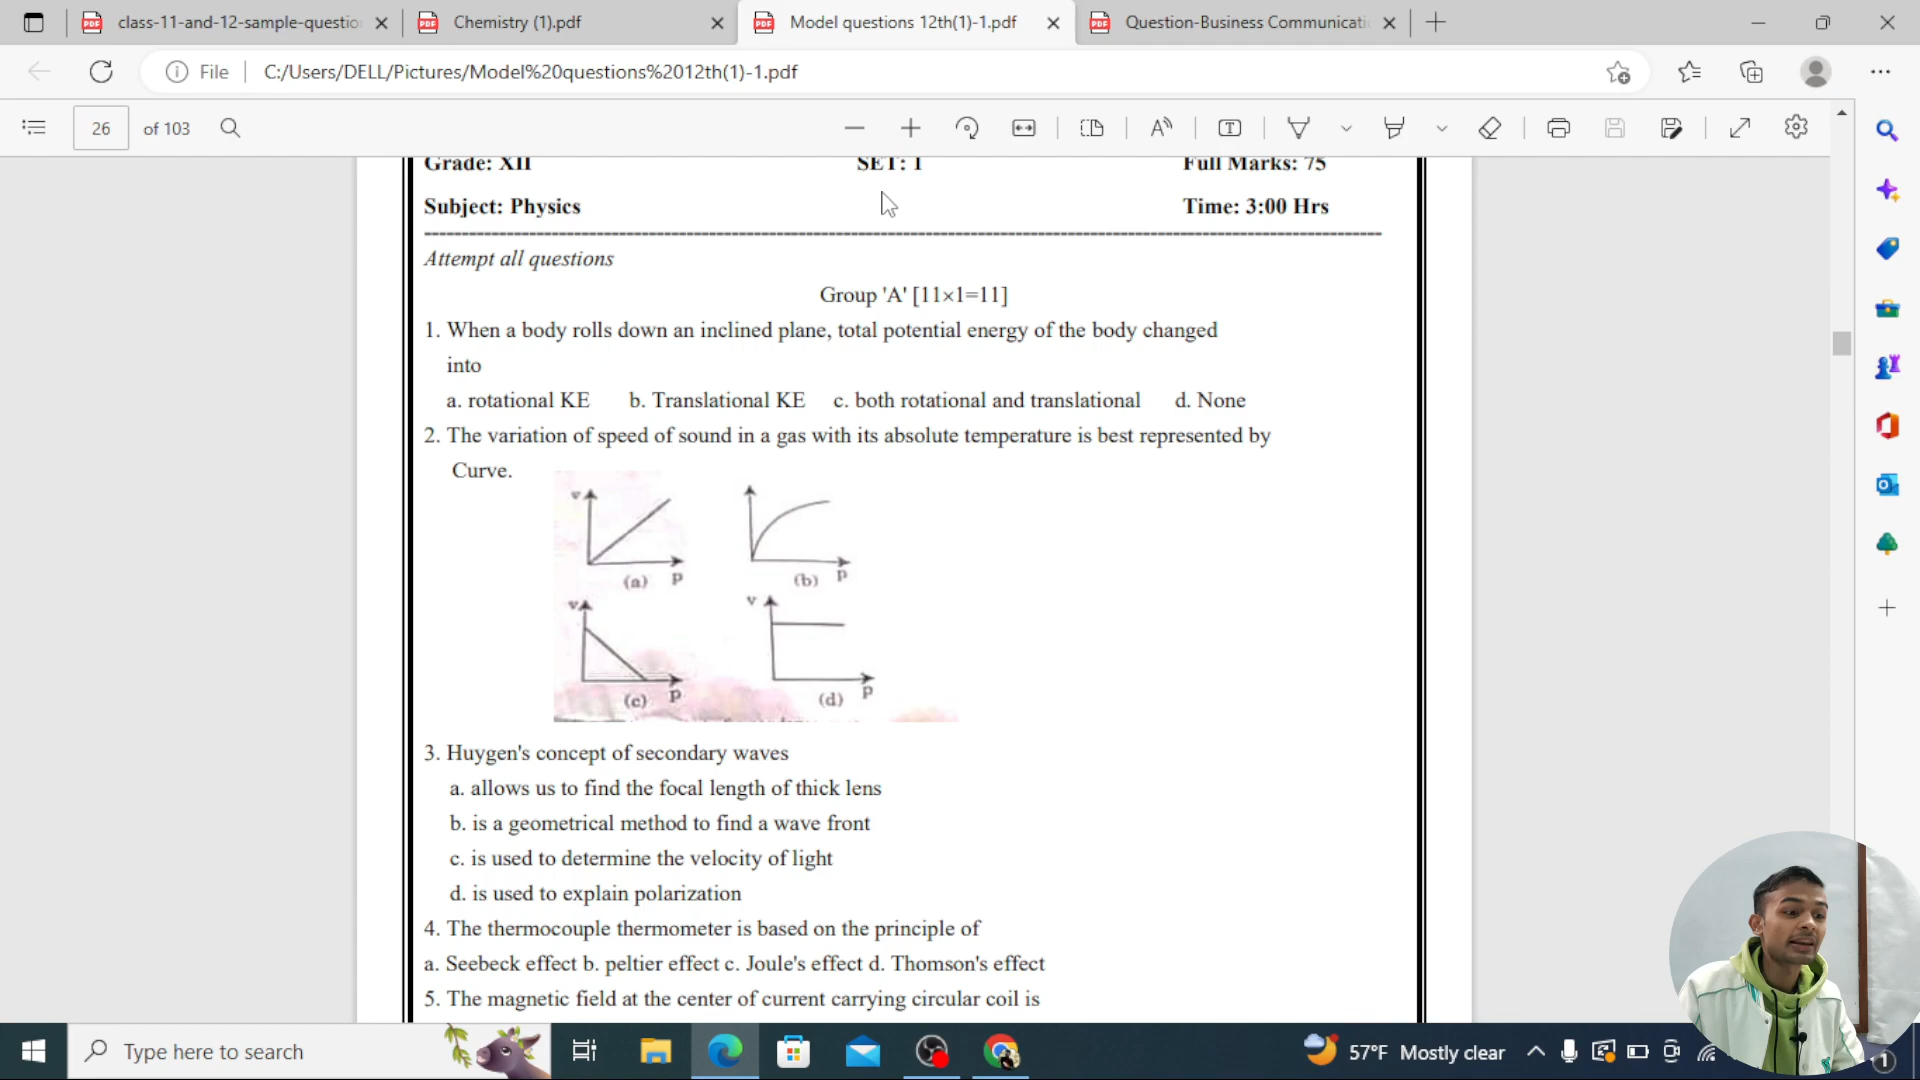 class-11-and-12-sample-questio
Chemistry (1).pdf
Model questions 12th(1)-1.pdf
Question-Business Communicati
File
C:/Users/DELL/Pictures/Model%20questions%2012th(1)-1.pdf
26 of 103
Grade: XII SET: 1 Full Marks: 75
Subject: Physics Time: 3:00 Hrs
Attempt all questions
Group 'A' [11×1=11]
1. When a body rolls down an inclined plane, total potential energy of the body changed
into
a. rotational KE b. Translational KE c. both rotational and translational d. None
2. The variation of speed of sound in a gas with its absolute temperature is best represented by
Curve.
v
(a) P (b) P
v v
(c) P (d) P
3. Huygen's concept of secondary waves
a. allows us to find the focal length of thick lens
b. is a geometrical method to find a wave front
c. is used to determine the velocity of light
d. is used to explain polarization
4. The thermocouple thermometer is based on the principle of
a. Seebeck effect b. peltier effect c. Joule's effect d. Thomson's effect
5. The magnetic field at the center of current carrying circular coil is
Type here to search
57°F Mostly clear
1